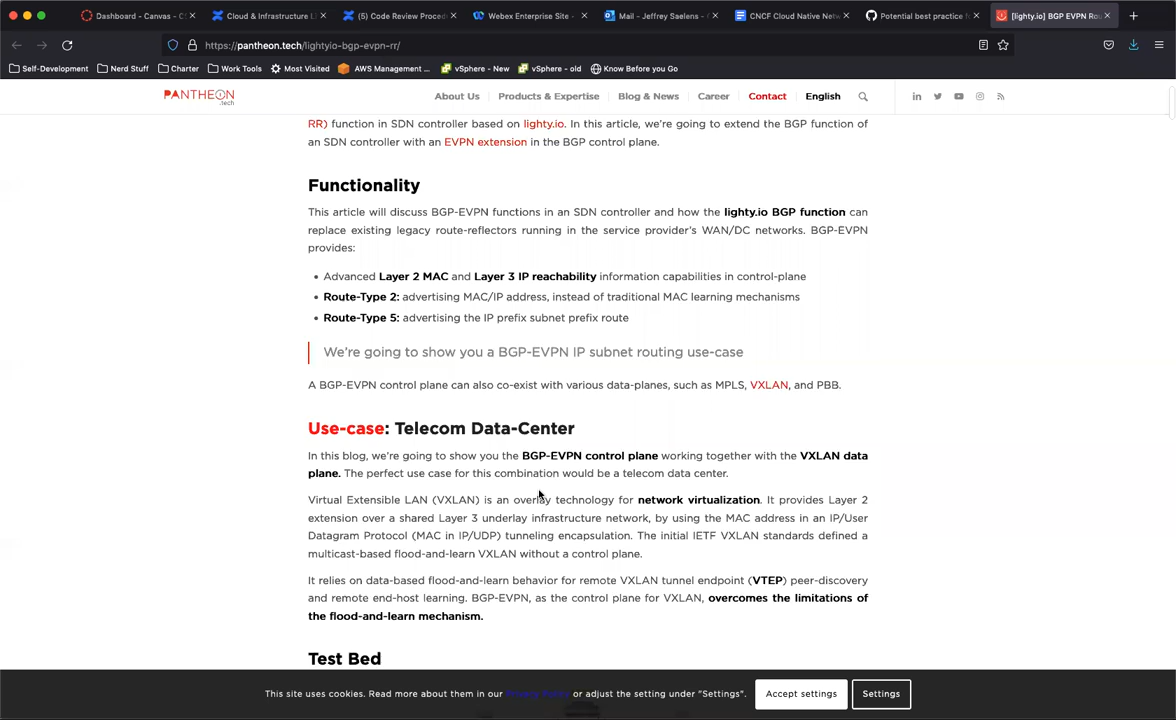 Dashboard - Canvas - C
Cloud & Infrastructure L
(5) Code Review Proced
Webex Enterprise Site -
Mail - Jeffrey Saelens -
CNCF Cloud Native Netw
Potential best practice fo
[lighty.io] BGP EVPN Rou
https://pantheon.tech/lightyio-bgp-evpn-rr/
Self-Development
Nerd Stuff
Charter
Work Tools
Most Visited
AWS Management ...
vSphere - New
vSphere - old
Know Before you Go
PANTHEON
.tech
About Us
Products & Expertise
Blog & News
Career
Contact
English
RR) function in SDN controller based on lighty.io. In this article, we're going to extend the BGP function of
an SDN controller with an EVPN extension in the BGP control plane.
Functionality
This article will discuss BGP-EVPN functions in an SDN controller and how the lighty.io BGP function can
replace existing legacy route-reflectors running in the service provider's WAN/DC networks. BGP-EVPN
provides:
• Advanced Layer 2 MAC and Layer 3 IP reachability information capabilities in control-plane
• Route-Type 2: advertising MAC/IP address, instead of traditional MAC learning mechanisms
• Route-Type 5: advertising the IP prefix subnet prefix route
We're going to show you a BGP-EVPN IP subnet routing use-case
A BGP-EVPN control plane can also co-exist with various data-planes, such as MPLS, VXLAN, and PBB.
Use-case: Telecom Data-Center
In this blog, we're going to show you the BGP-EVPN control plane working together with the VXLAN data
plane. The perfect use case for this combination would be a telecom data center.
Virtual Extensible LAN (VXLAN) is an overlay technology for network virtualization. It provides Layer 2
extension over a shared Layer 3 underlay infrastructure network, by using the MAC address in an IP/User
Datagram Protocol (MAC in IP/UDP) tunneling encapsulation. The initial IETF VXLAN standards defined a
multicast-based flood-and-learn VXLAN without a control plane.
It relies on data-based flood-and-learn behavior for remote VXLAN tunnel endpoint (VTEP) peer-discovery
and remote end-host learning. BGP-EVPN, as the control plane for VXLAN, overcomes the limitations of
the flood-and-learn mechanism.
Test Bed
This site uses cookies. Read more about them in our Privacy Policy or adjust the setting under "Settings".
Accept settings
Settings